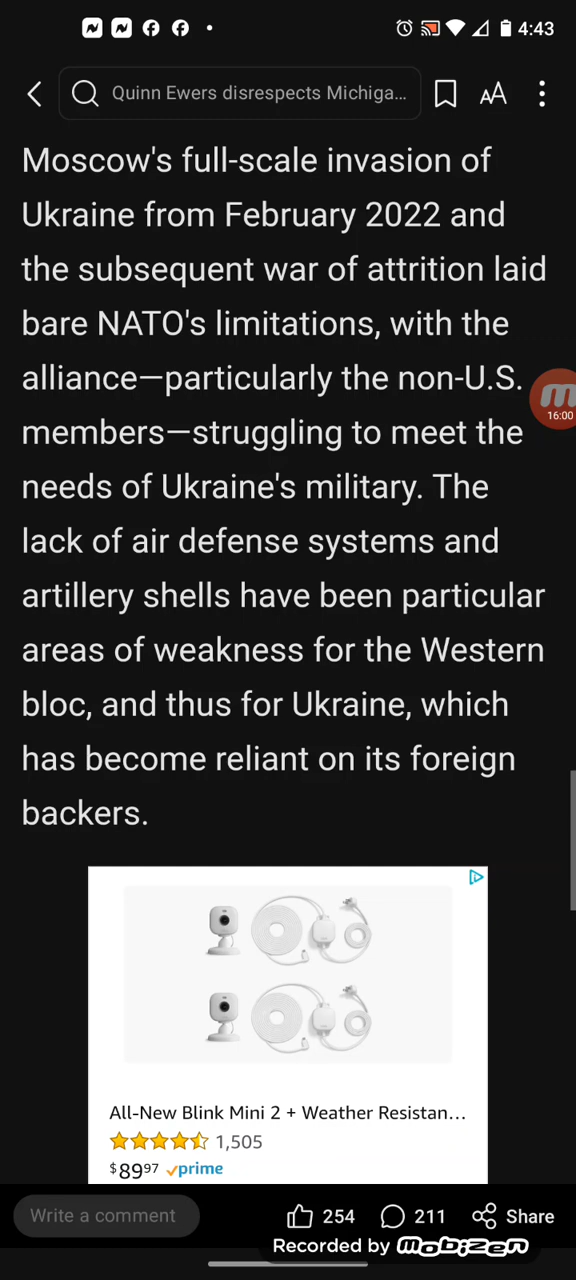 4:43
Quinn Ewers disrespects Michiga...
AA
Moscow's full-scale invasion of
Ukraine from February 2022 and
the subsequent war of attrition laid
bare NATO's limitations, with the
alliance—particularly the non-U.S.
members—struggling to meet the
needs of Ukraine's military. The
lack of air defense systems and
artillery shells have been particular
areas of weakness for the Western
bloc, and thus for Ukraine, which
has become reliant on its foreign
backers.
m
16:00
All-New Blink Mini 2 + Weather Resistan...
1,505
$8997 prime
Write a comment
254
211
Share
Recorded by mobizen